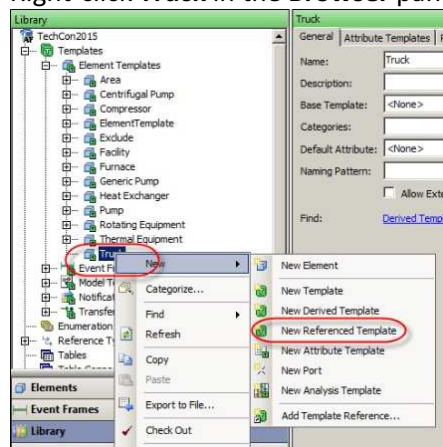 Right-click Truck in the Browser pan
Library
TechCon2015
Templates
Element Templates
Area
Centrifugal Pump
Compressor
ElementTemplate
Exclude
Facility
Furnace
Generic Pump
Heat Exchanger
Pump
Rotating Equipment
Thermal Equipment
Event F
Model T
Notificat
Transfe
Enumeration
Reference Ty
Tables
Elements
Event Frames
Library
Truck
General
Attribute Templates
Name:
Truck
Description:
Base Template:
<None>
Categories:
Default Attribute:
<None>
Naming Pattern:
Allow Exte
Find:
Derived Temp
New
Categorize...
Find
Refresh
Copy
Paste
Export to File...
Check Out
New Element
New Template
New Derived Template
New Referenced Template
New Attribute Template
New Port
New Analysis Template
Add Template Reference...